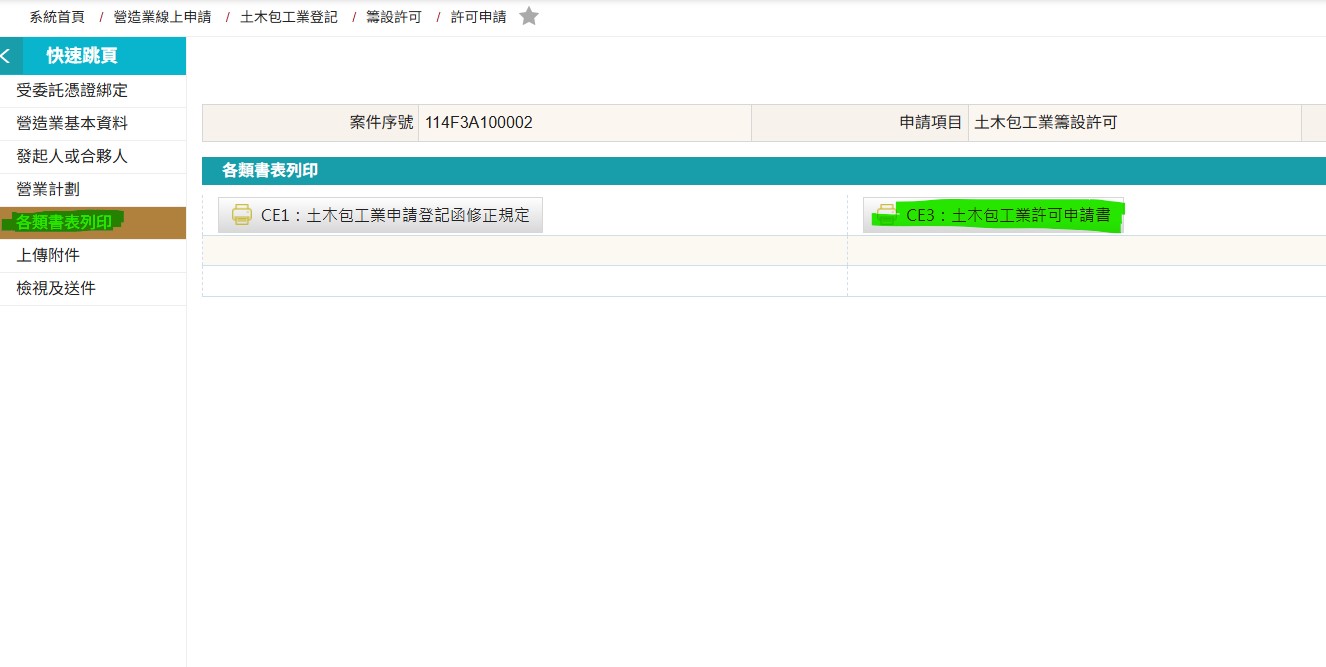 系統首頁 / 營造業線上申請 / 土木包工業登記 / 籌設許可 / 許可申請
快速跳頁
受委託憑證綁定
營造業基本資料
發起人或合夥人
營業計劃
各類書表列印
上傳附件
檢視及送件
案件序號 114F3A100002 申請項目 土木包工業籌設許可
各類書表列印
CE1：土木包工業申請登記函修正規定 CE3：土木包工業許可申請書